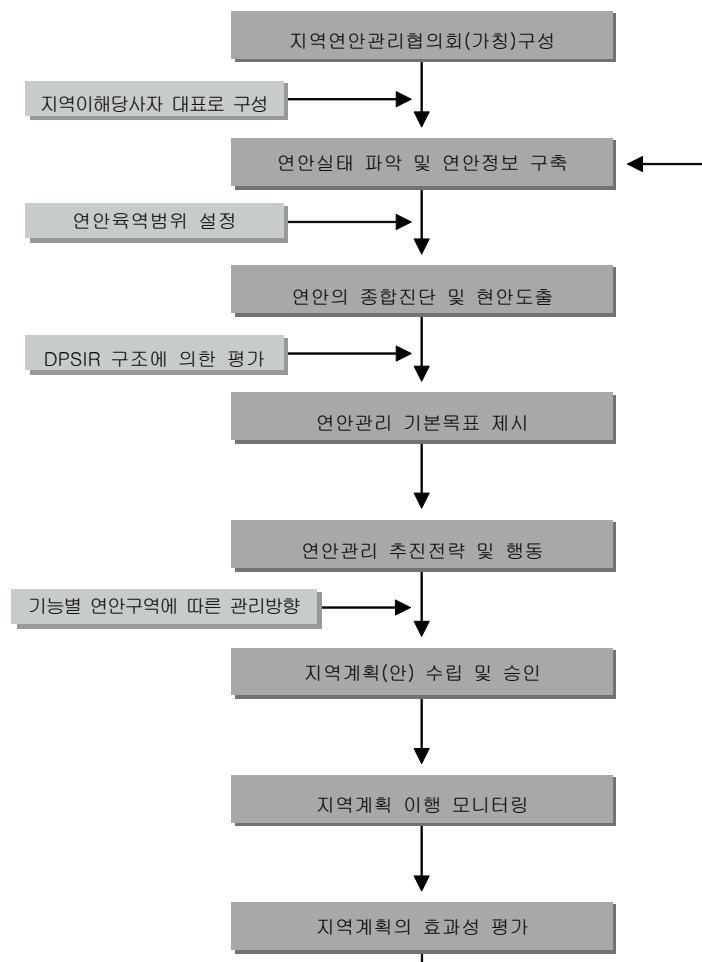 지역연안관리협의회(가칭)구성
지역이해당사자 대표로 구성
연안실태 파악 및 연안정보 구축
연안육역범위 설정
연안의 종합진단 및 현안도출
DPSIR 구조에 의한 평가
연안관리 기본목표 제시
연안관리 추진전략 및 행동
기능별 연안구역에 따른 관리방향
지역계획(안) 수립 및 승인
지역계획 이행 모니터링
지역계획의 효과성 평가